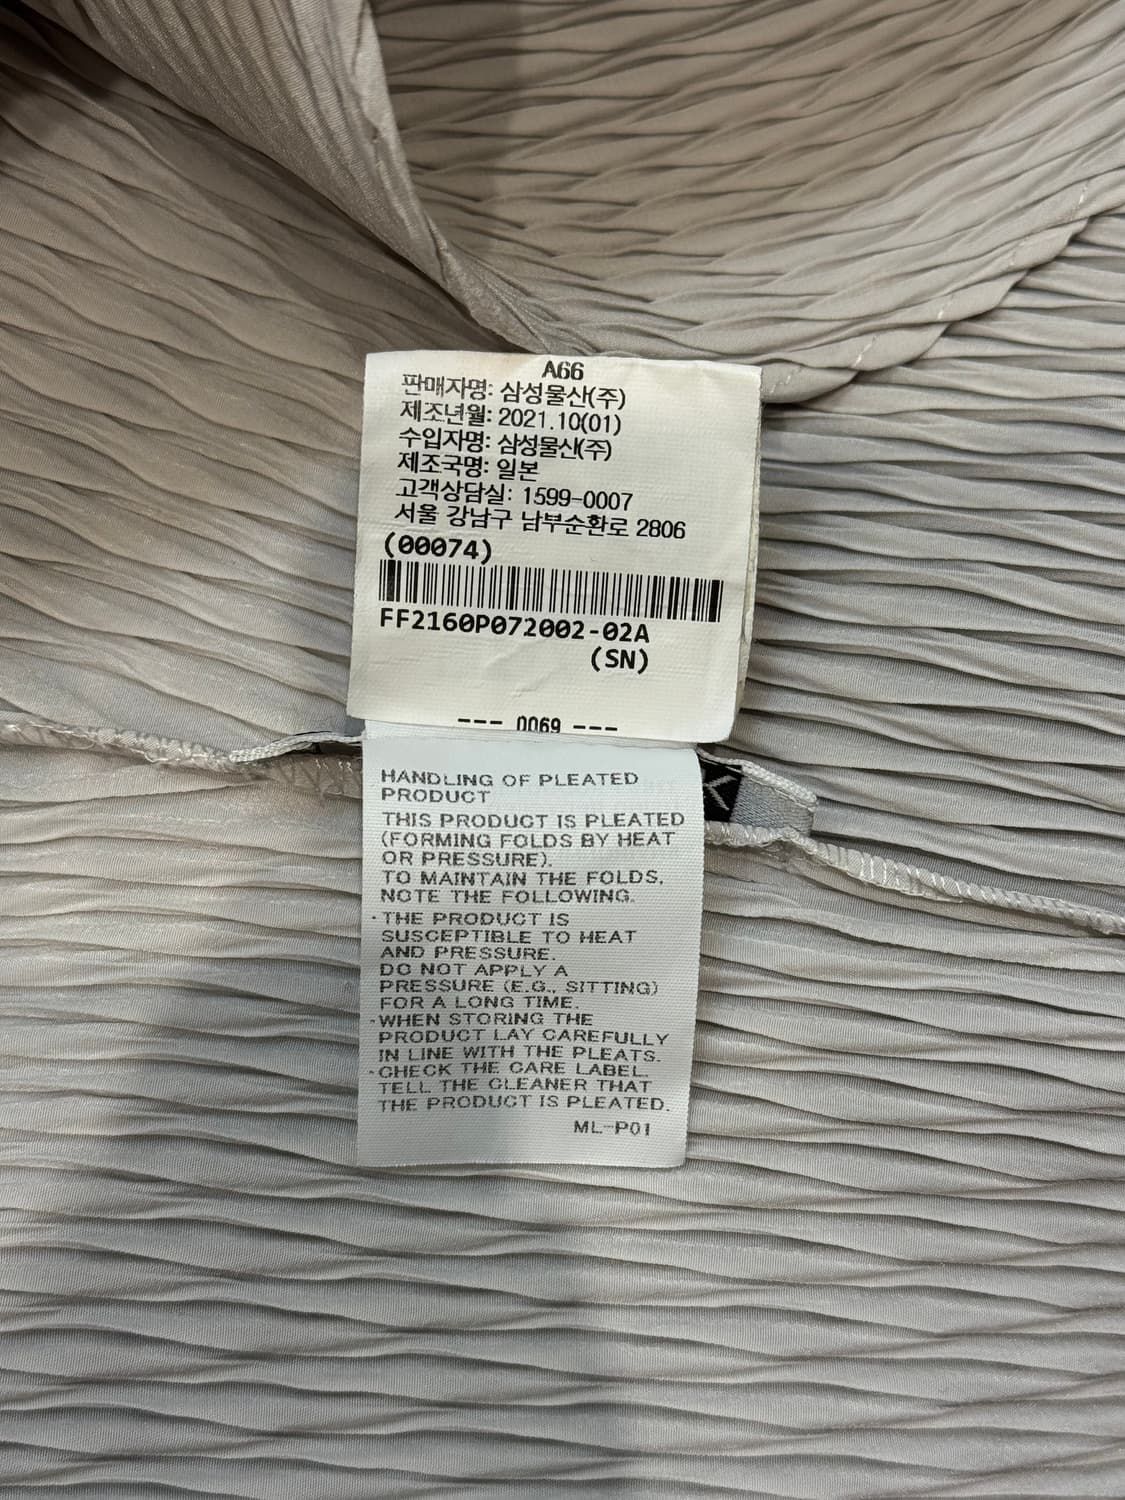 A66
판매자명: 삼성물산(주)
제조년월: 2021.10(01)
수입자명: 삼성물산(주)
제조국명: 일본
고객상담실: 1599-0007
서울 강남구 남부순환로 2806
(00074)
FF2160P072002-02A
(SN)
--- 0069 ---
HANDLING OF PLEATED
PRODUCT
THIS PRODUCT IS PLEATED
(FORMING FOLDS BY HEAT
OR PRESSURE).
TO MAINTAIN THE FOLDS,
NOTE THE FOLLOWING.
·THE PRODUCT IS
SUSCEPTIBLE TO HEAT
AND PRESSURE.
DO NOT APPLY A
PRESSURE (E.G., SITTING)
FOR A LONG TIME.
·WHEN STORING THE
PRODUCT LAY CAREFULLY
IN LINE WITH THE PLEATS.
·CHECK THE CARE LABEL.
TELL THE CLEANER THAT
THE PRODUCT IS PLEATED.
ML-P01